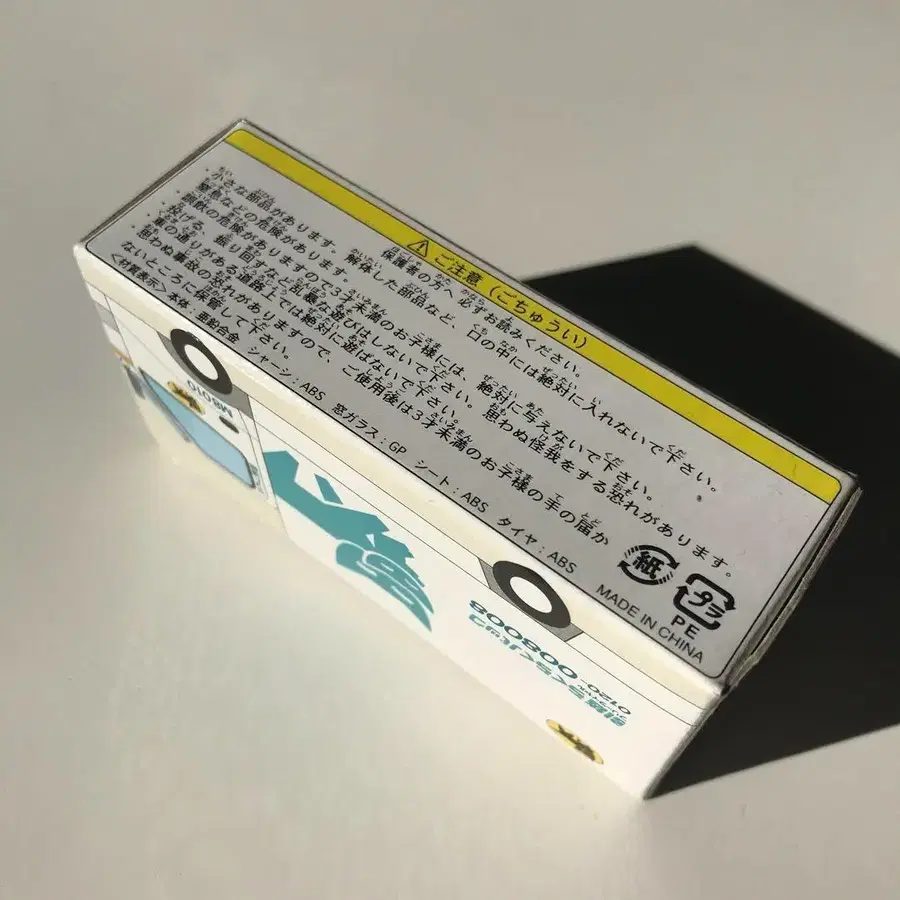 ⚠ ご注意（ごちゅうい）
保護者の方へ 必ずお読みください。
・小さな部品があります。解体した部品など、口の中には絶対に入れないで下さい。
窒息などの危険があります。
・誤飲の危険がありますので3才未満のお子様には、絶対に与えないで下さい。
・投げる、振り回すなど乱暴な遊びはしないで下さい。思わぬ怪我をする恐れがあります。
・車の通りがある道路上では絶対に遊ばないで下さい。
思わぬ事故の恐れがありますので、ご使用後は3才未満のお子様の手の届か
ないところに保管して下さい。
<材質表示> 本体：亜鉛合金 シャーシ：ABS 窓ガラス：GP シート：ABS タイヤ：ABS
紙
プラ
PE
MADE IN CHINA
MB010
0120-008008